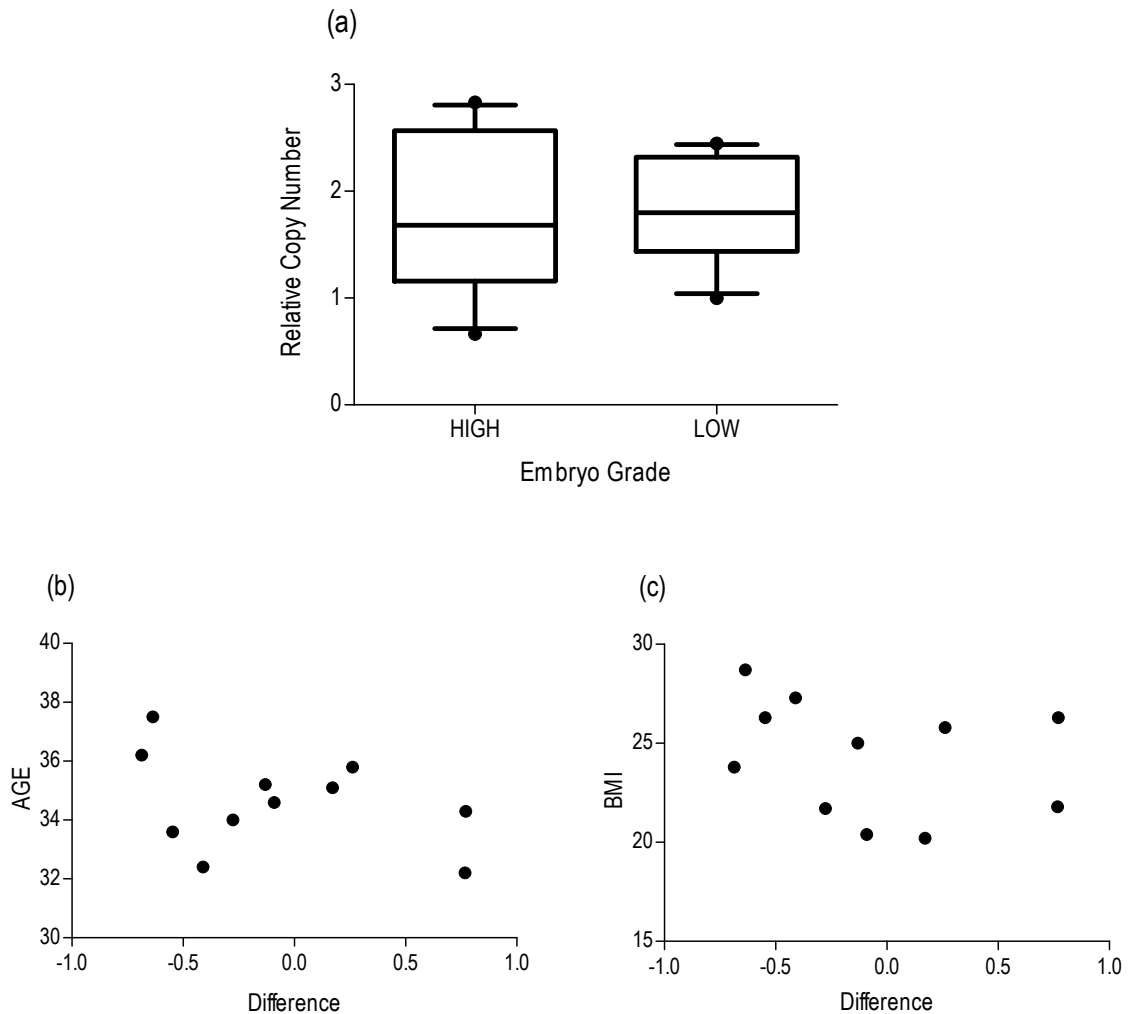 (a)
3
2
1
0
Relative Copy Number
HIGH LOW
Embryo Grade
(b)
40
38
36
34
32
30
AGE
-1.0 -0.5 0.0 0.5 1.0
Difference
(c)
30
25
20
15
BMI
-1.0 -0.5 0.0 0.5 1.0
Difference